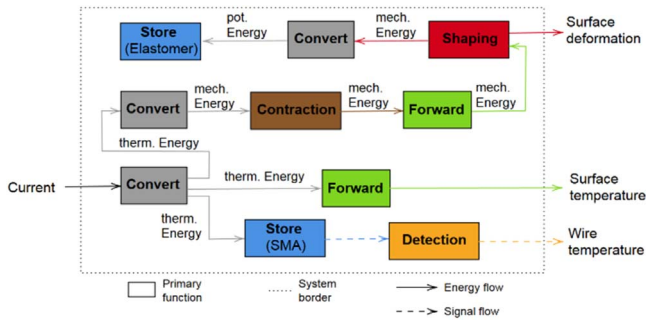 pot.
Energy
mech.
Energy
Surface
deformation
Store
(Elastomer)
Convert
Shaping
mech.
Energy
mech.
Energy
mech.
Energy
Convert
Contraction
Forward
therm. Energy
therm. Energy
Surface
temperature
Current
Convert
Forward
therm.
Energy
Store
(SMA)
Detection
Wire
temperature
Primary
function
System
border
Energy flow
Signal flow